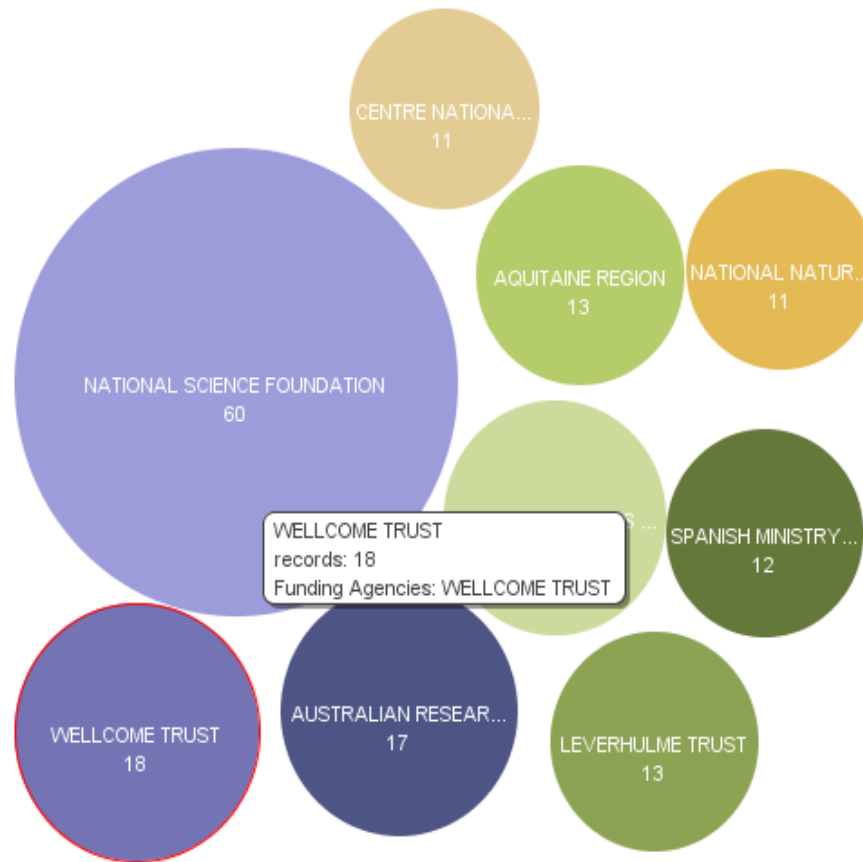 CENTRE NATIONA...
11
AQUITAINE REGION
13
NATIONAL NATUR...
11
NATIONAL SCIENCE FOUNDATION
60
S ...
SPANISH MINISTRY...
12
WELLCOME TRUST
records: 18
Funding Agencies: WELLCOME TRUST
WELLCOME TRUST
18
AUSTRALIAN RESEAR...
17
LEVERHULME TRUST
13